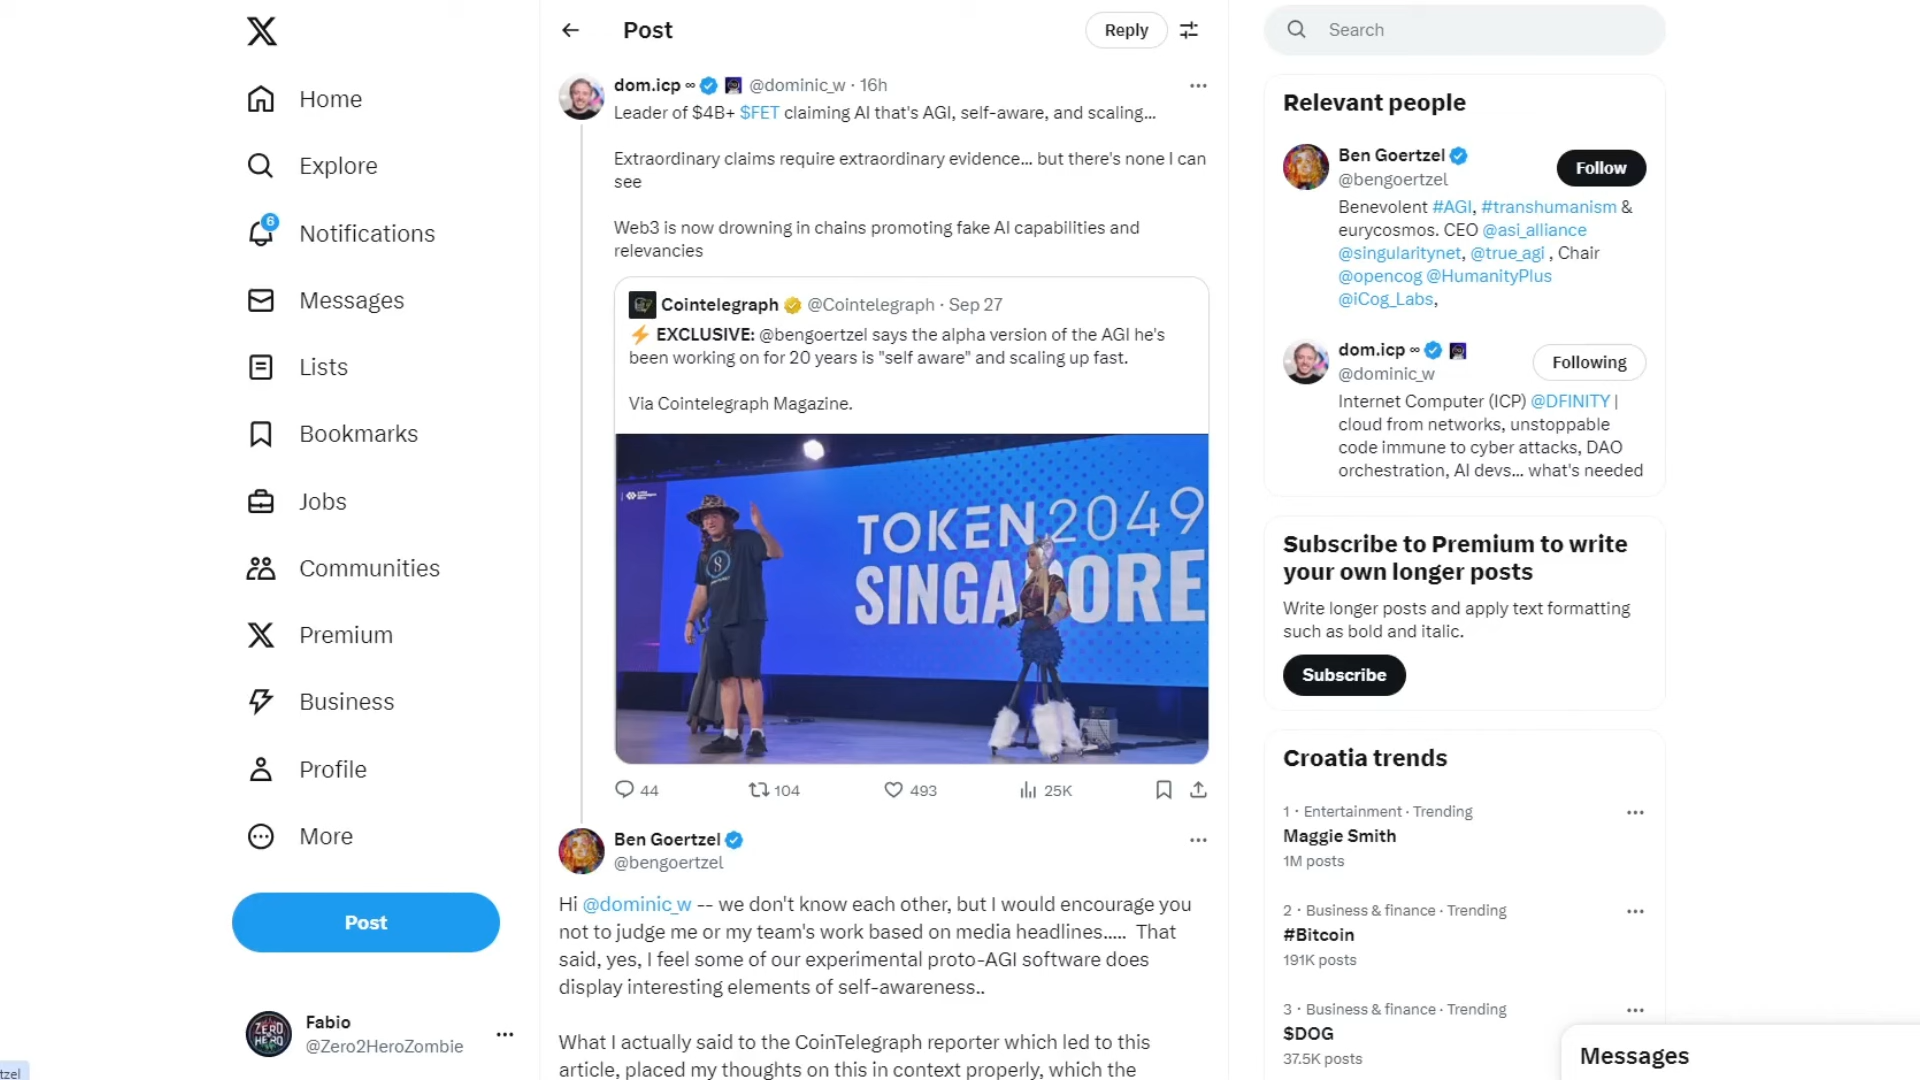 X
Home
Explore
6
Notifications
Messages
Lists
Bookmarks
Jobs
Communities
Premium
Business
Profile
More
Post
ZERO
HERO
Fabio
@Zero2HeroZombie
tzel
Post
Reply
dom.icp ∞ @dominic_w · 16h
Leader of $4B+ $FET claiming AI that's AGI, self-aware, and scaling...
Extraordinary claims require extraordinary evidence... but there's none I can
see
Web3 is now drowning in chains promoting fake AI capabilities and
relevancies
Cointelegraph @Cointelegraph · Sep 27
⚡ EXCLUSIVE: @bengoertzel says the alpha version of the AGI he's
been working on for 20 years is "self aware" and scaling up fast.
Via Cointelegraph Magazine.
TOKEN2049
SINGAPORE
44
104
493
25K
Ben Goertzel
@bengoertzel
Hi @dominic_w -- we don't know each other, but I would encourage you
not to judge me or my team's work based on media headlines..... That
said, yes, I feel some of our experimental proto-AGI software does
display interesting elements of self-awareness..
What I actually said to the CoinTelegraph reporter which led to this
article, placed my thoughts on this in context properly, which the
Search
Relevant people
Ben Goertzel
@bengoertzel
Follow
Benevolent #AGI, #transhumanism &
eurycosmos. CEO @asi_alliance
@singularitynet, @true_agi , Chair
@opencog @HumanityPlus
@iCog_Labs,
dom.icp ∞
@dominic_w
Following
Internet Computer (ICP) @DFINITY |
cloud from networks, unstoppable
code immune to cyber attacks, DAO
orchestration, AI devs... what's needed
Subscribe to Premium to write
your own longer posts
Write longer posts and apply text formatting
such as bold and italic.
Subscribe
Croatia trends
1 · Entertainment · Trending
Maggie Smith
1M posts
2 · Business & finance · Trending
#Bitcoin
191K posts
3 · Business & finance · Trending
$DOG
37.5K posts
Messages